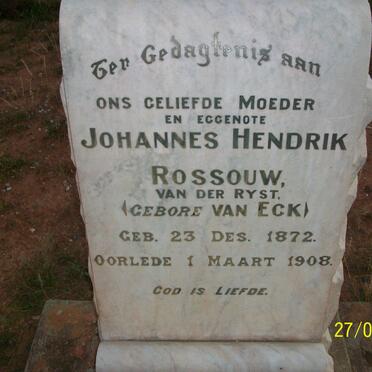 Ter Gedagtenis aan
ONS GELIEFDE MOEDER
EN EGGENOTE
JOHANNES HENDRIK
ROSSOUW,
VAN DER RYST,
(GEBORE VAN ECK)
GEB. 23 DES. 1872.
OORLEDE 1 MAART 1908.
GOD IS LIEFDE.
27/0